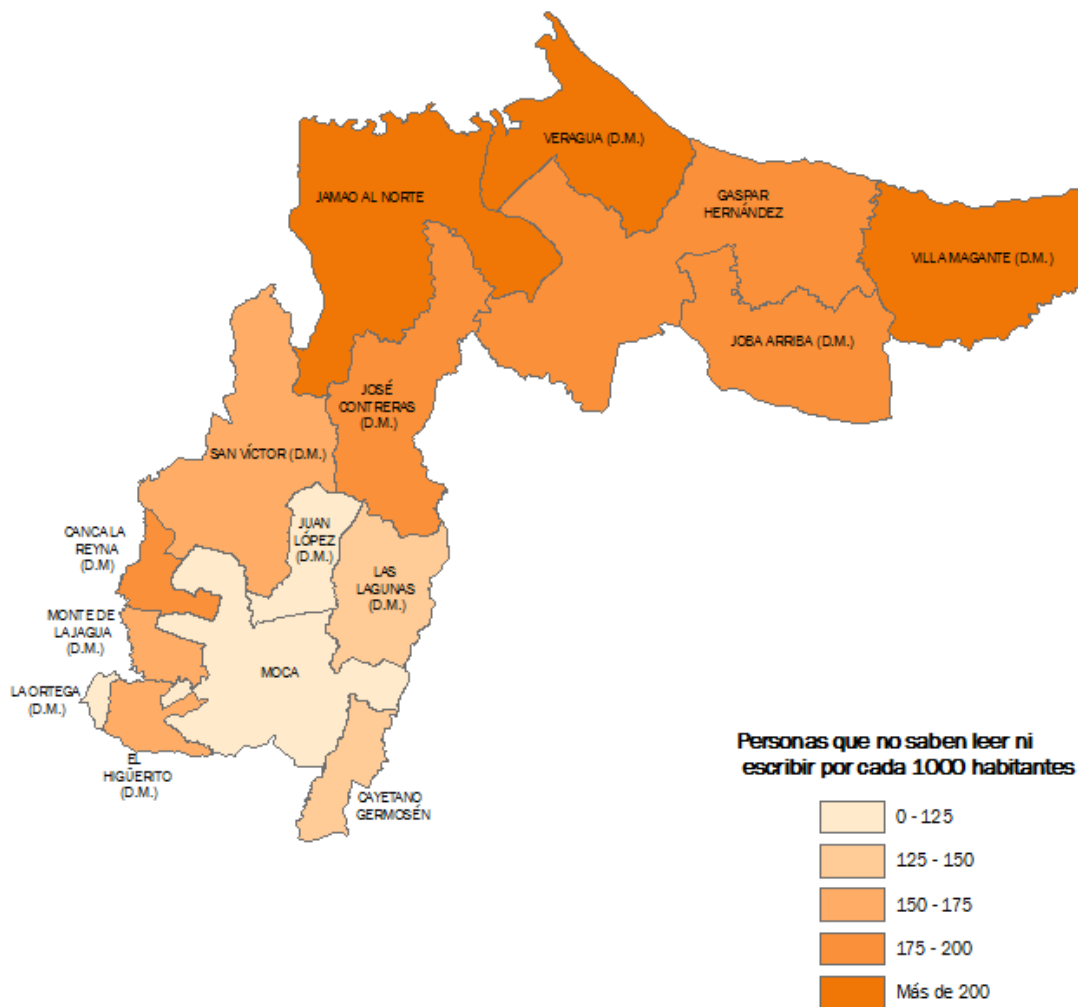 VERAGUA (D.M.)
JAMAO AL NORTE
GASPAR
HERNÁNDEZ
VILLA MAGANTE (D.M.)
JOBA ARRIBA (D.M.)
JOSÉ
CONTRERAS
(D.M.)
SAN VÍCTOR (D.M.)
CANCA LA
REYNA
(D.M)
JUAN
LÓPEZ
(D.M.)
LAS
LAGUNAS
(D.M.)
MONTE DE
LA JAGUA
(D.M.)
MOCA
LA ORTEGA
(D.M.)
EL
HIGÜERITO
(D.M.)
CAYETANO
GERMOSÉN
Personas que no saben leer ni
escribir por cada 1000 habitantes
0 - 125
125 - 150
150 - 175
175 - 200
Más de 200